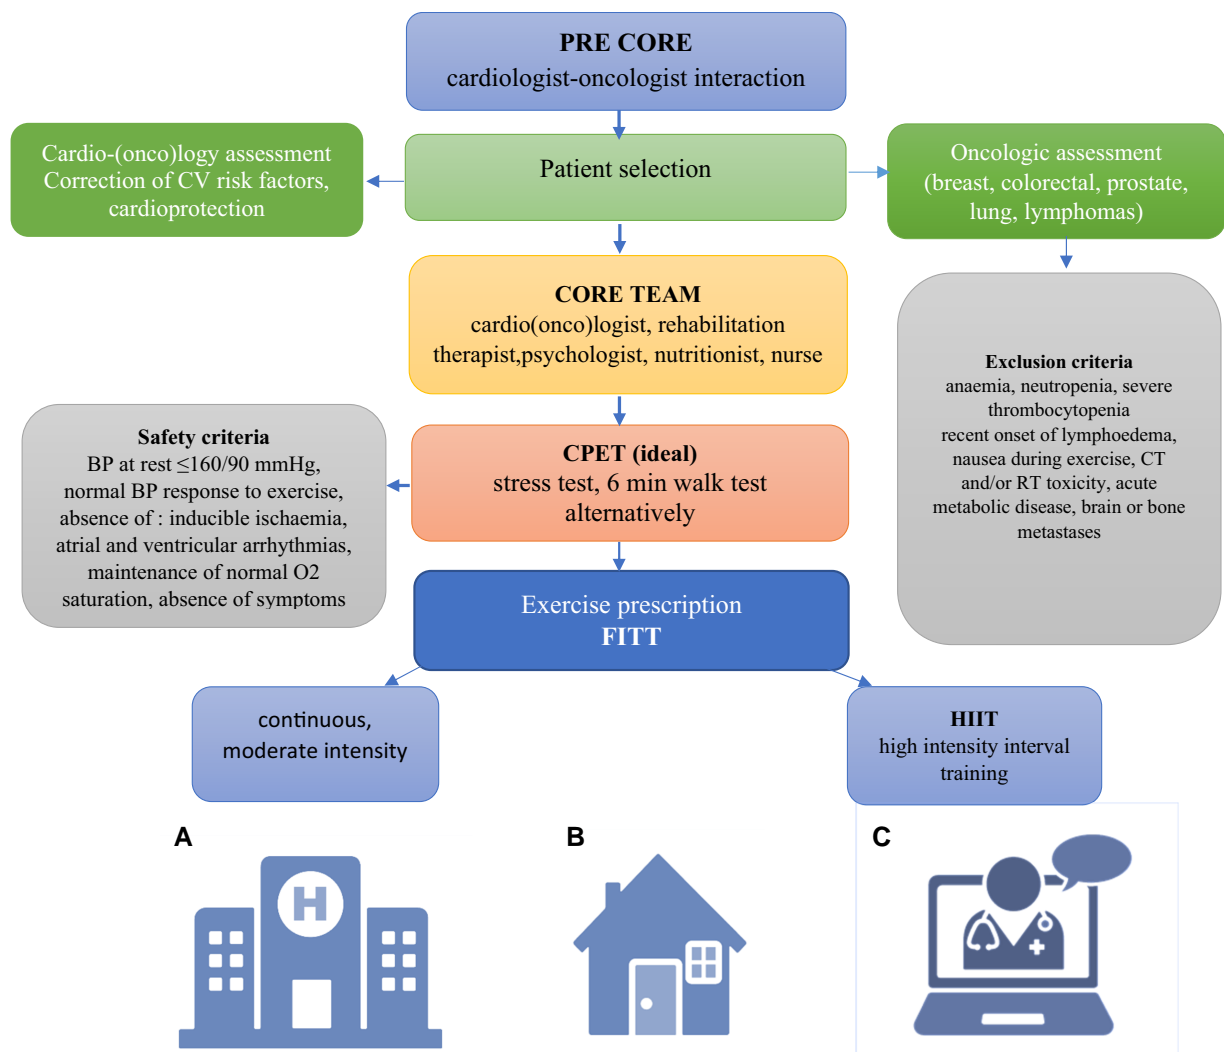 PRE CORE
cardiologist-oncologist interaction
Cardio-(onco)logy assessment
Correction of CV risk factors,
cardioprotection
Patient selection
Oncologic assessment
(breast, colorectal, prostate,
lung, lymphomas)
CORE TEAM
cardio(onco)logist, rehabilitation
therapist,psychologist, nutritionist, nurse
Exclusion criteria
anaemia, neutropenia, severe
thrombocytopenia
recent onset of lymphoedema,
nausea during exercise, CT
and/or RT toxicity, acute
metabolic disease, brain or bone
metastases
Safety criteria
BP at rest ≤160/90 mmHg,
normal BP response to exercise,
absence of : inducible ischaemia,
atrial and ventricular arrhythmias,
maintenance of normal O2
saturation, absence of symptoms
CPET (ideal)
stress test, 6 min walk test
alternatively
Exercise prescription
FITT
continuous,
moderate intensity
HIIT
high intensity interval
training
A
H
B
C